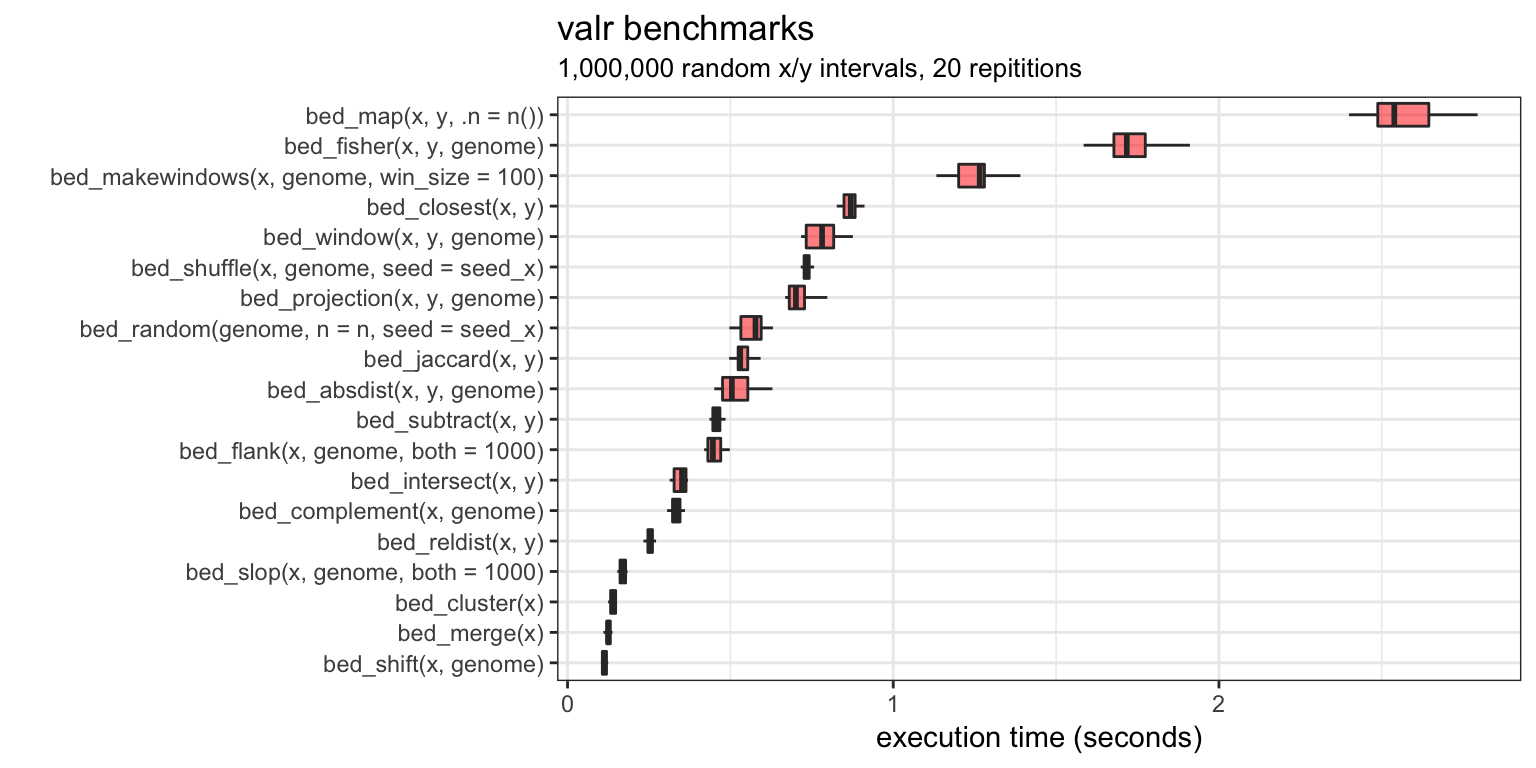 valr benchmarks
1,000,000 random x/y intervals, 20 repititions
bed_map(x, y, .n = n())
bed_fisher(x, y, genome)
bed_makewindows(x, genome, win_size = 100)
bed_closest(x, y)
bed_window(x, y, genome)
bed_shuffle(x, genome, seed = seed_x)
bed_projection(x, y, genome)
bed_random(genome, n = n, seed = seed_x)
bed_jaccard(x, y)
bed_absdist(x, y, genome)
bed_subtract(x, y)
bed_flank(x, genome, both = 1000)
bed_intersect(x, y)
bed_complement(x, genome)
bed_reldist(x, y)
bed_slop(x, genome, both = 1000)
bed_cluster(x)
bed_merge(x)
bed_shift(x, genome)
0 1 2
execution time (seconds)